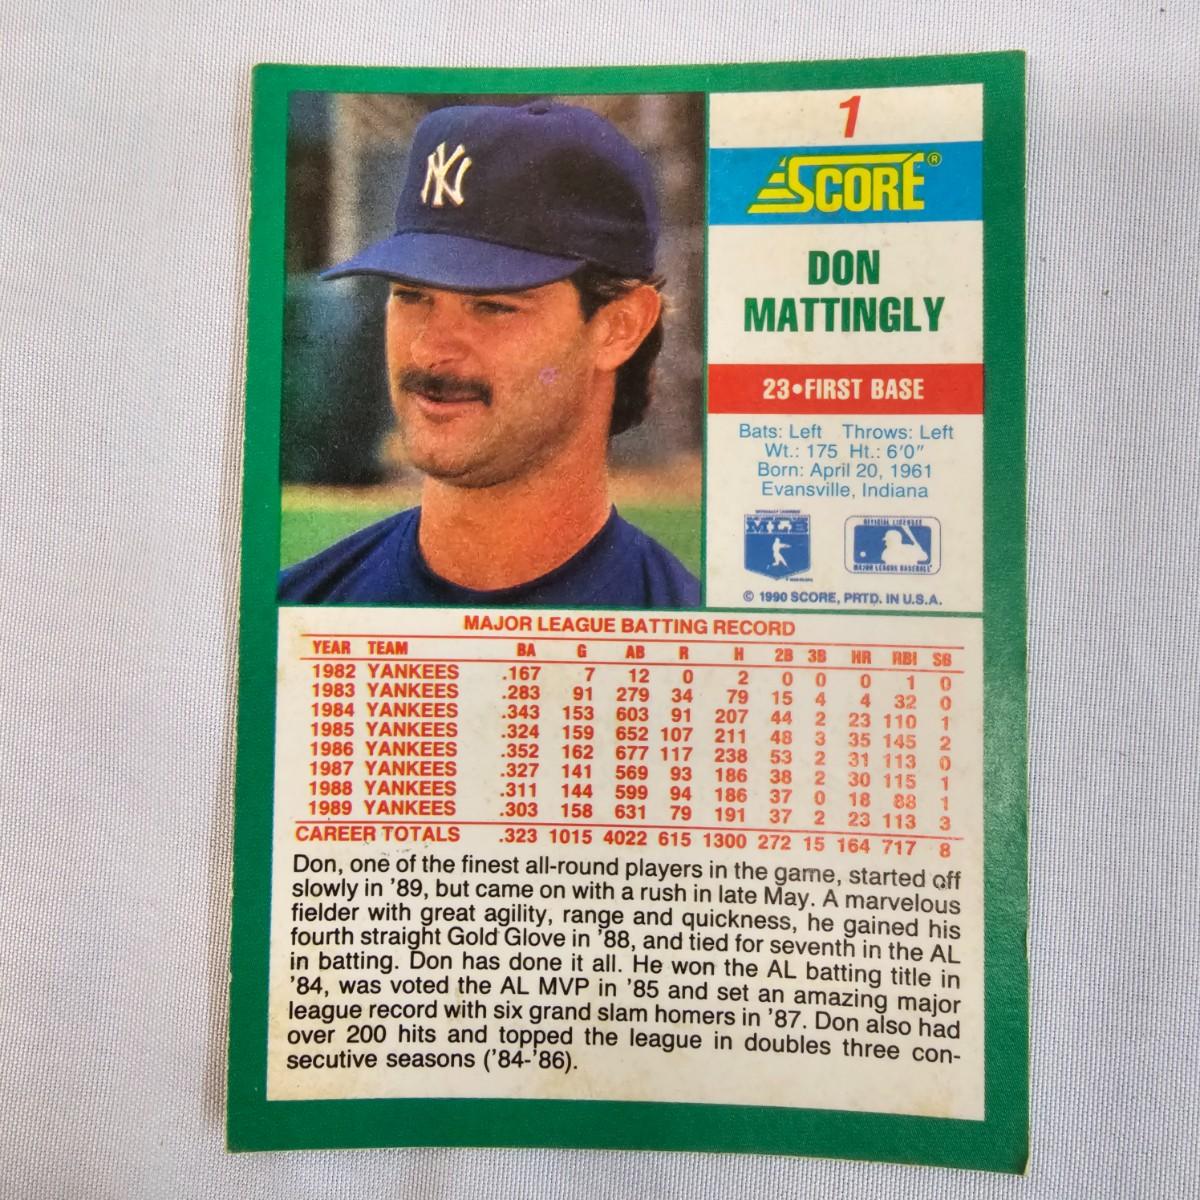 NY
1
SCORE®
DON
MATTINGLY
23•FIRST BASE
Bats: Left Throws: Left
Wt.: 175 Ht.: 6'0"
Born: April 20, 1961
Evansville, Indiana
MLB
OFFICIAL LICENSEE
MAJOR LEAGUE BASEBALL
© 1990 SCORE, PRTD. IN U.S.A.
MAJOR LEAGUE BATTING RECORD
YEAR TEAM BA G AB R H 2B 3B HR RBI SB
1982 YANKEES .167 7 12 0 2 0 0 0 1 0
1983 YANKEES .283 91 279 34 79 15 4 4 32 0
1984 YANKEES .343 153 603 91 207 44 2 23 110 1
1985 YANKEES .324 159 652 107 211 48 3 35 145 2
1986 YANKEES .352 162 677 117 238 53 2 31 113 0
1987 YANKEES .327 141 569 93 186 38 2 30 115 1
1988 YANKEES .311 144 599 94 186 37 0 18 88 1
1989 YANKEES .303 158 631 79 191 37 2 23 113 3
CAREER TOTALS .323 1015 4022 615 1300 272 15 164 717 8
Don, one of the finest all-round players in the game, started off
slowly in '89, but came on with a rush in late May. A marvelous
fielder with great agility, range and quickness, he gained his
fourth straight Gold Glove in '88, and tied for seventh in the AL
in batting. Don has done it all. He won the AL batting title in
'84, was voted the AL MVP in '85 and set an amazing major
league record with six grand slam homers in '87. Don also had
over 200 hits and topped the league in doubles three con-
secutive seasons ('84-'86).